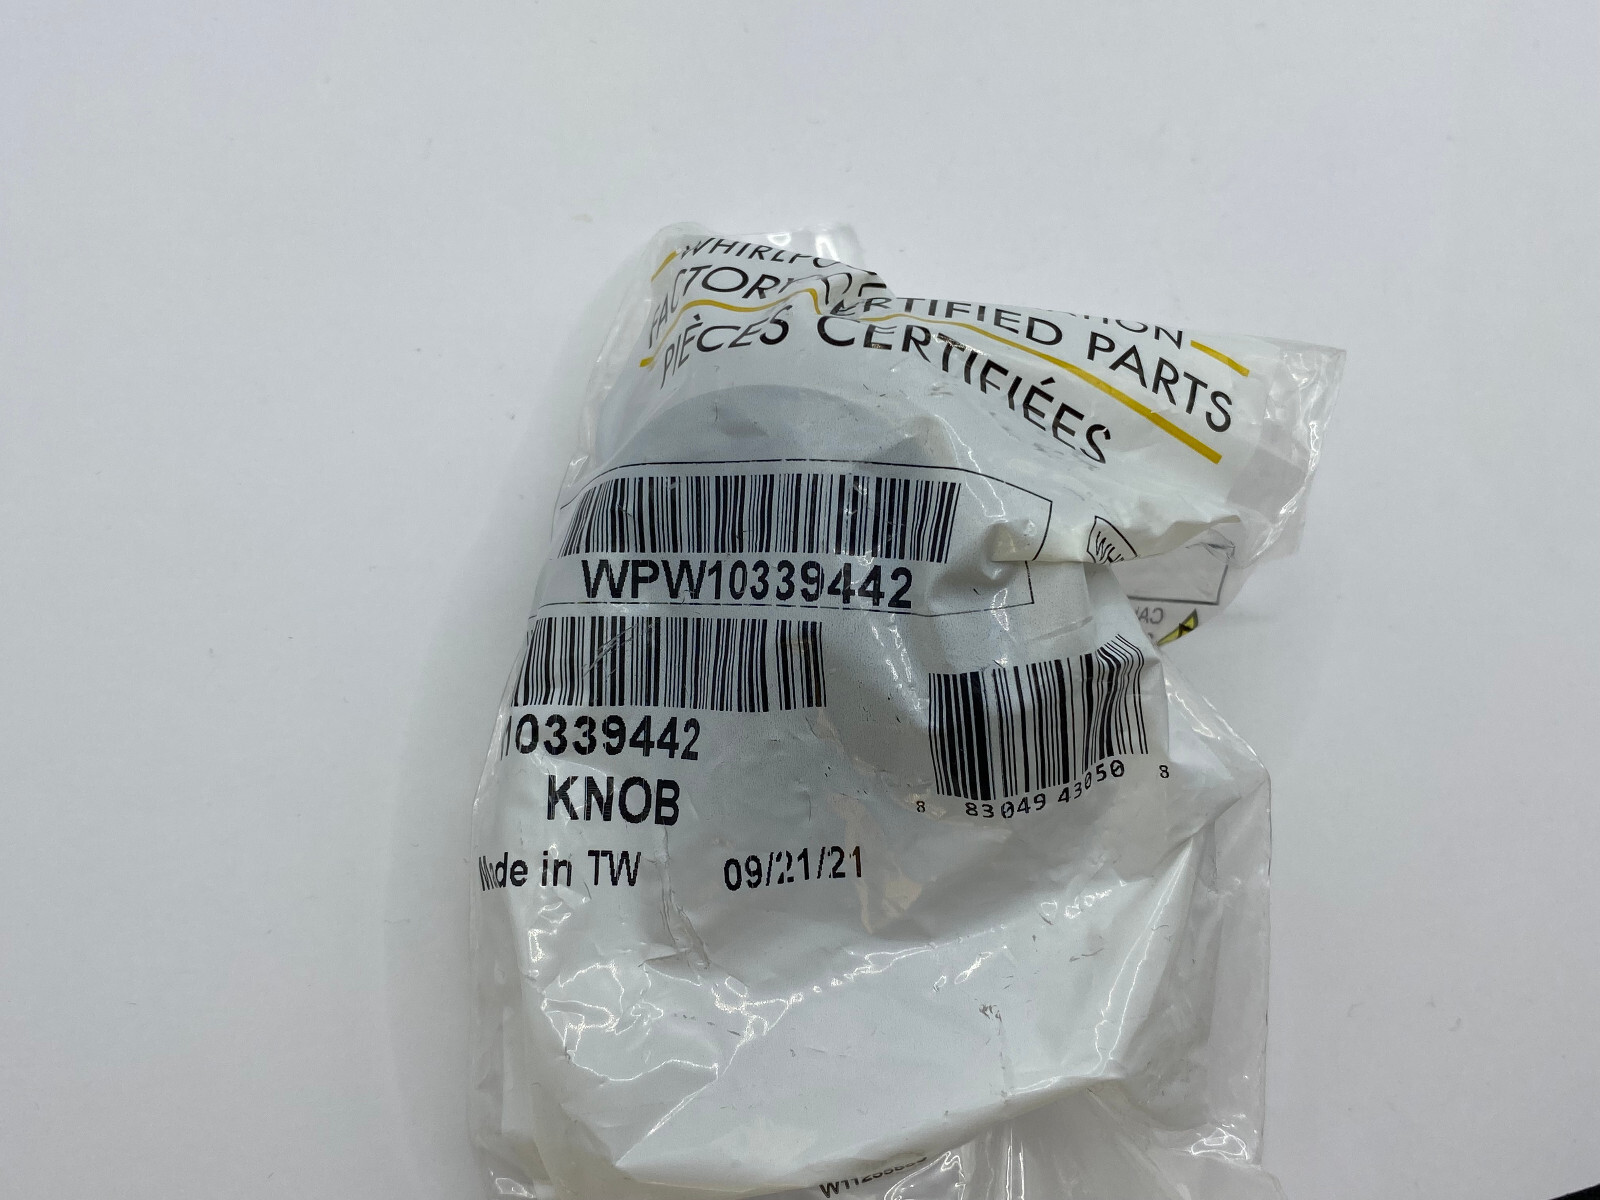 FACTORY CERTIFIED PARTS
PIÈCES CERTIFIÉES
WPW10339442
10339442
KNOB
8 83049 43050 8
Made in TW 09/21/21